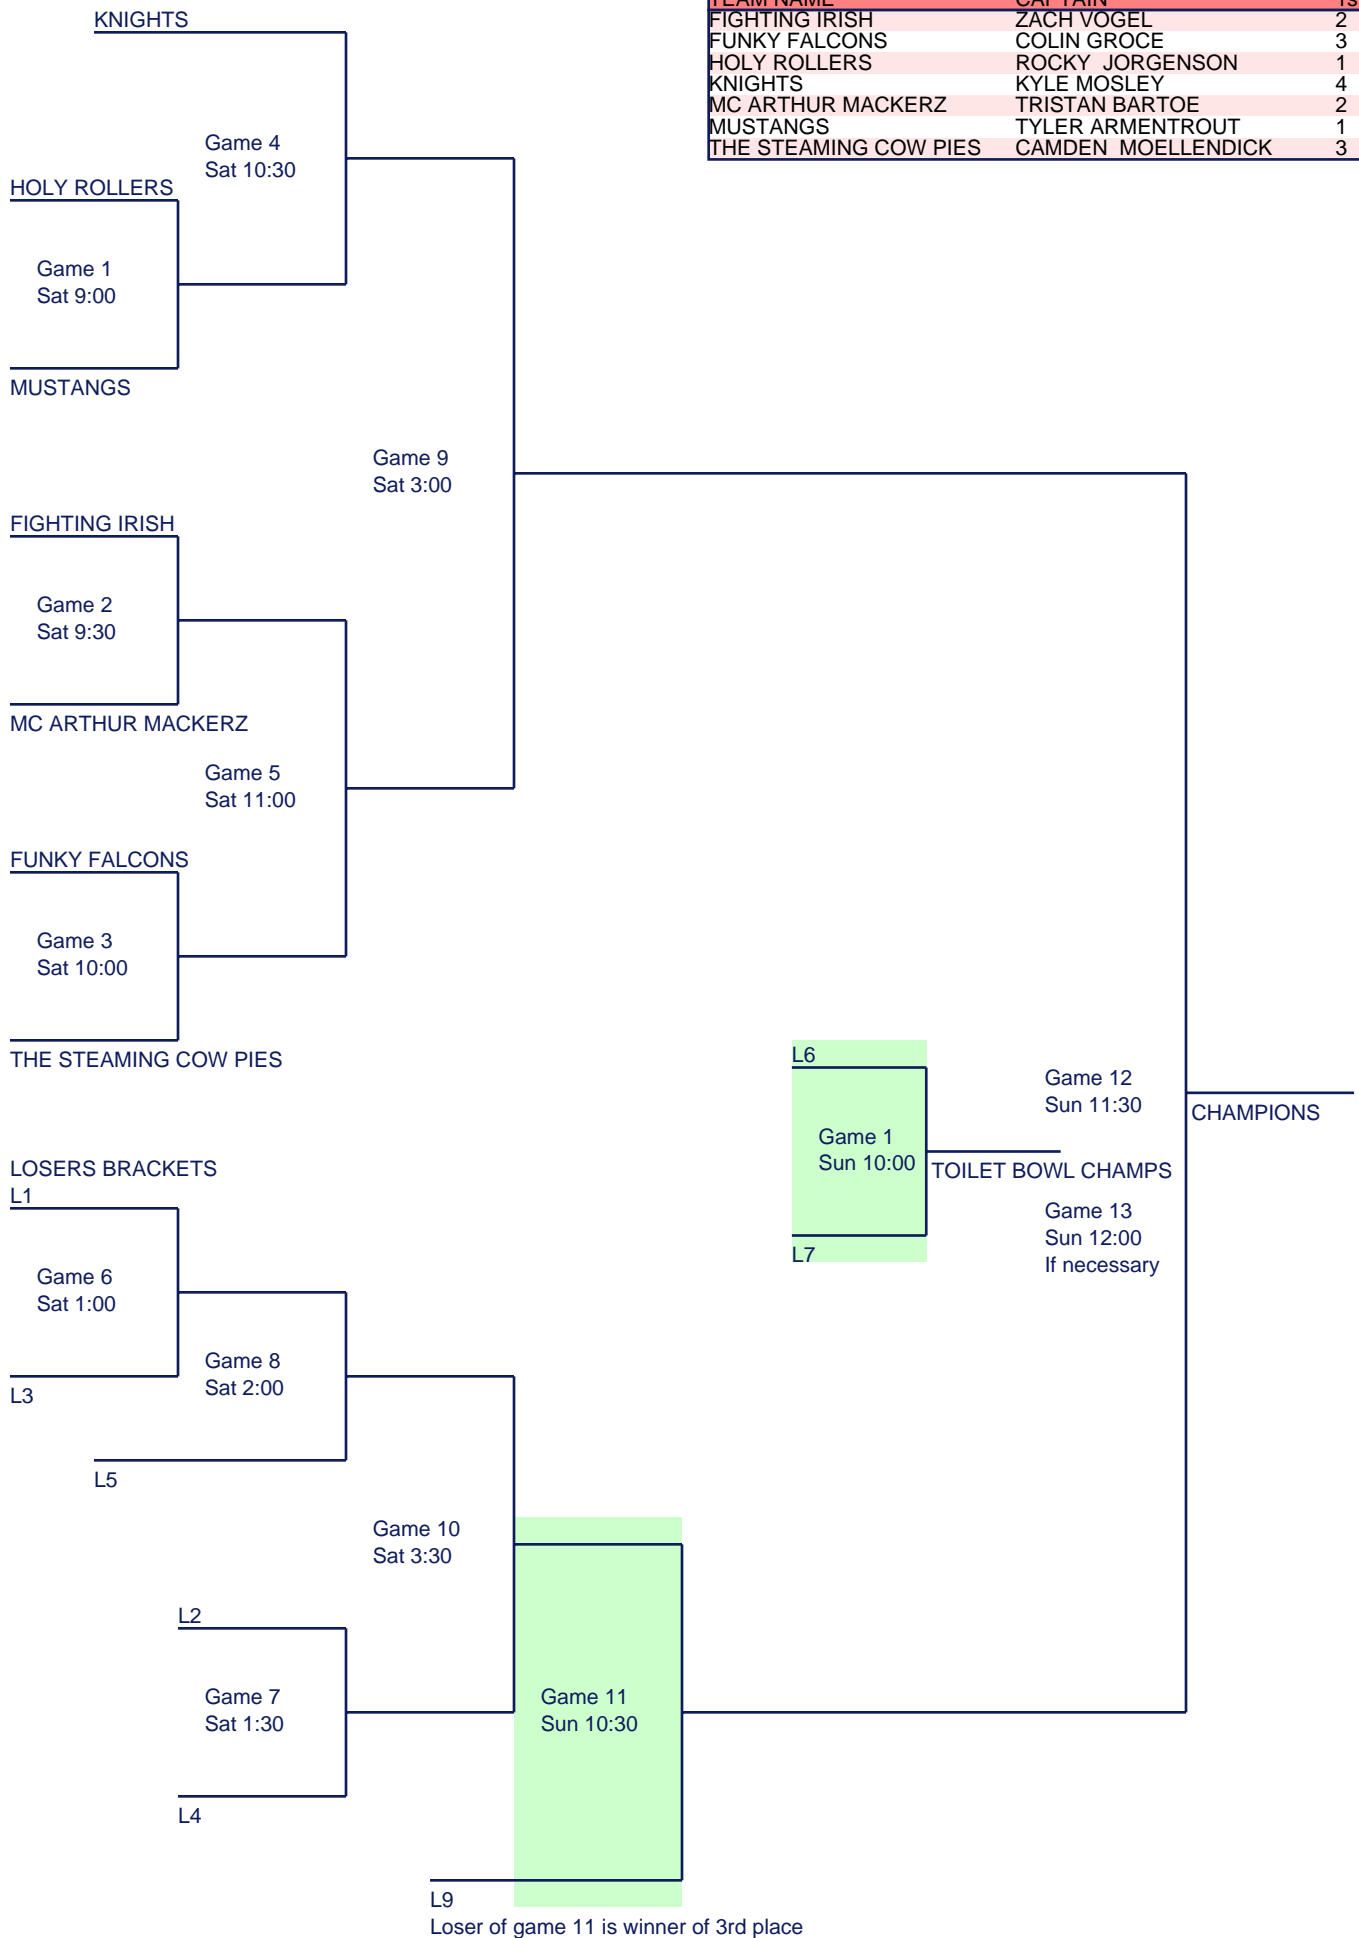 TEAM NAME CAPTAIN
FIGHTING IRISH ZACH VOGEL 2
FUNKY FALCONS COLIN GROCE 3
HOLY ROLLERS ROCKY  JORGENSON 1
KNIGHTS KYLE MOSLEY 4
MC ARTHUR MACKERZ TRISTAN BARTOE 2
MUSTANGS TYLER ARMENTROUT 1
THE STEAMING COW PIES CAMDEN  MOELLENDICK 3
KNIGHTS
Game 4
Sat 10:30
HOLY ROLLERS
Game 1
Sat 9:00
MUSTANGS
Game 9
Sat 3:00
FIGHTING IRISH
Game 2
Sat 9:30
MC ARTHUR MACKERZ
Game 5
Sat 11:00
FUNKY FALCONS
Game 3
Sat 10:00
THE STEAMING COW PIES
L6
Game 12
Sun 11:30
CHAMPIONS
Game 1
Sun 10:00
TOILET BOWL CHAMPS
Game 13
Sun 12:00
If necessary
L7
LOSERS BRACKETS
L1
Game 6
Sat 1:00
Game 8
Sat 2:00
L3
L5
Game 10
Sat 3:30
L2
Game 7
Sat 1:30
Game 11
Sun 10:30
L4
L9
Loser of game 11 is winner of 3rd place